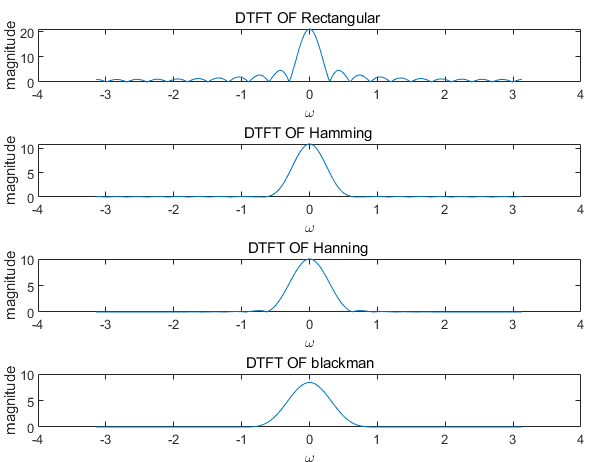 DTFT OF Rectangular
magnitude
20
10
0
-4 -3 -2 -1 0 1 2 3 4
ω
DTFT OF Hamming
magnitude
10
5
0
-4 -3 -2 -1 0 1 2 3 4
ω
DTFT OF Hanning
magnitude
10
5
0
-4 -3 -2 -1 0 1 2 3 4
ω
DTFT OF blackman
magnitude
10
5
0
-4 -3 -2 -1 0 1 2 3 4
ω